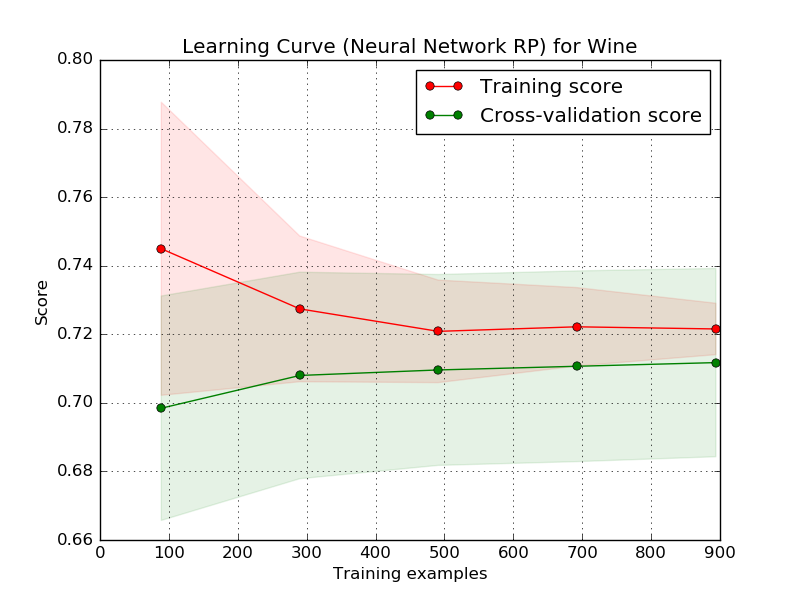 Learning Curve (Neural Network RP) for Wine
0.80
0.78
0.76
0.74
0.72
0.70
0.68
0.66
Score
Training score
Cross-validation score
0 100 200 300 400 500 600 700 800 900
Training examples